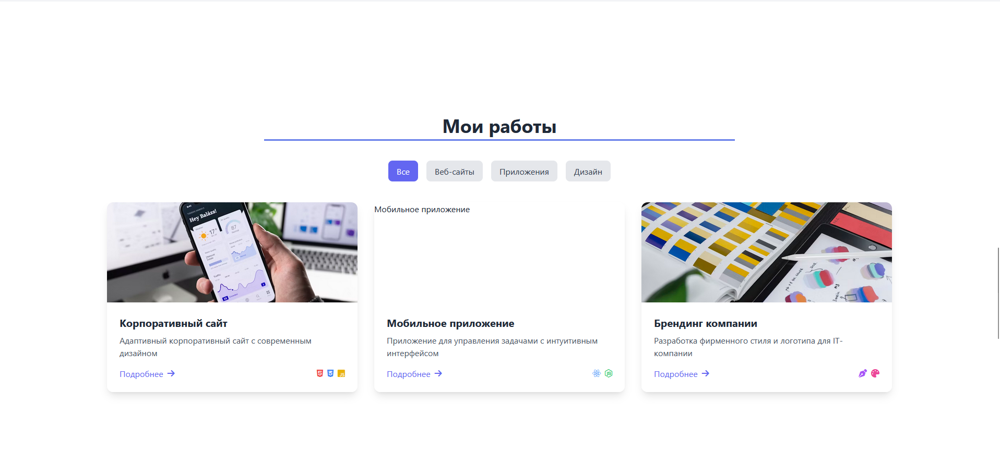 Мои работы
Все
Веб-сайты
Приложения
Дизайн
Hey Balázs!
17°
87
Traffic
Мобильное приложение
Корпоративный сайт
Адаптивный корпоративный сайт с современным
дизайном
Подробнее
Мобильное приложение
Приложение для управления задачами с интуитивным
интерфейсом
Подробнее
Брендинг компании
Разработка фирменного стиля и логотипа для IT-
компании
Подробнее